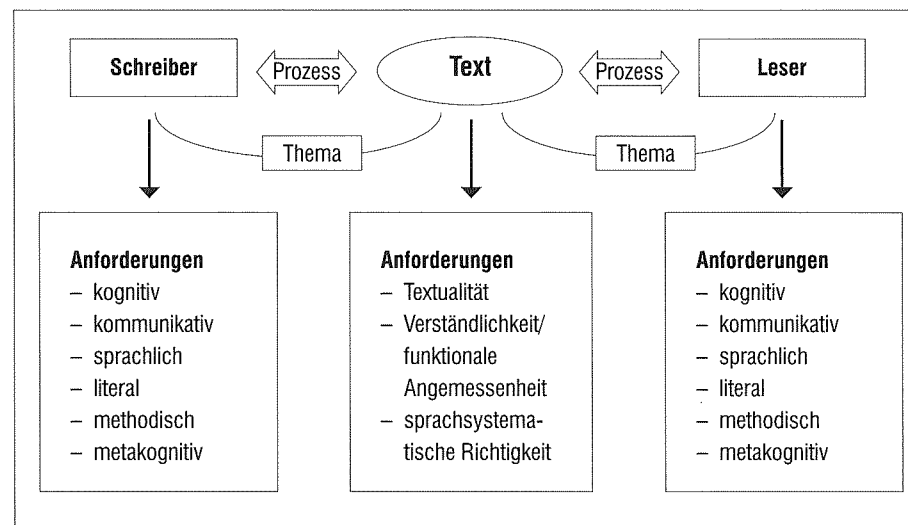 Schreiber
Prozess
Text
Prozess
Leser
Thema
Thema
Anforderungen
– kognitiv
– kommunikativ
– sprachlich
– literal
– methodisch
– metakognitiv
Anforderungen
– Textualität
– Verständlichkeit/
funktionale
Angemessenheit
– sprachsystema-
tische Richtigkeit
Anforderungen
– kognitiv
– kommunikativ
– sprachlich
– literal
– methodisch
– metakognitiv